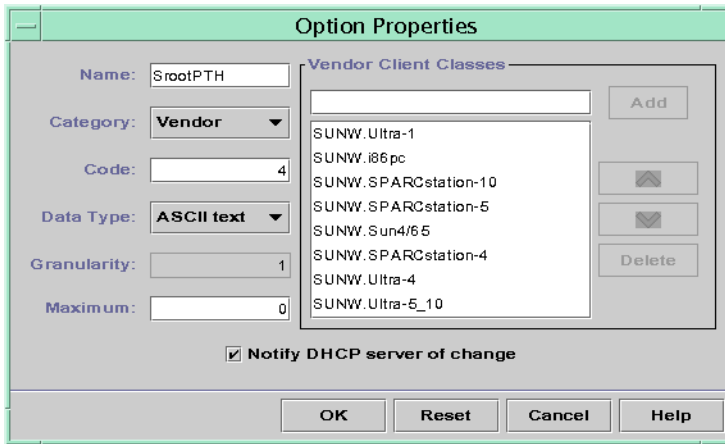 Option Properties
Name: SrootPTH
Category: Vendor
Code: 4
Data Type: ASCII text
Granularity: 1
Maximum: 0
Vendor Client Classes
Add
SUNW.Ultra-1
SUNW.i86pc
SUNW.SPARCstation-10
SUNW.SPARCstation-5
SUNW.Sun4/65
SUNW.SPARCstation-4
SUNW.Ultra-4
SUNW.Ultra-5_10
Delete
Notify DHCP server of change
OK Reset Cancel Help